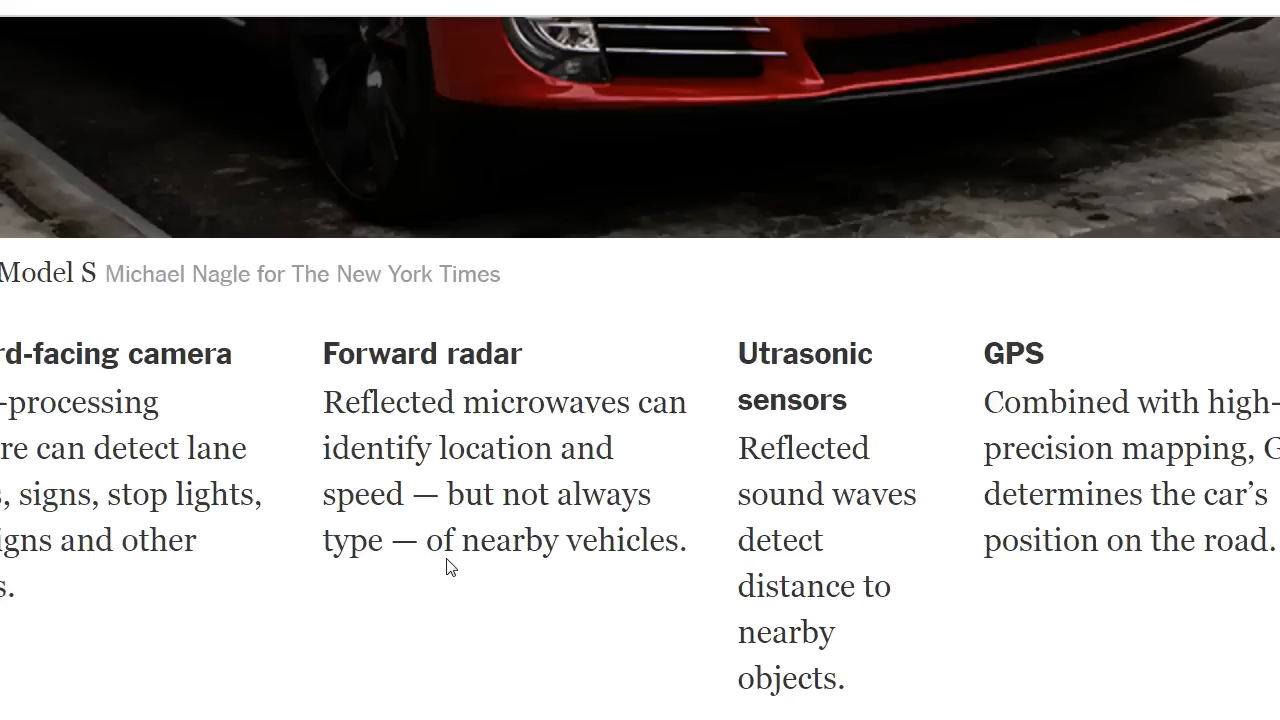 Model S Michael Nagle for The New York Times
rd-facing camera
-processing
re can detect lane
s, signs, stop lights,
igns and other
s.
Forward radar
Reflected microwaves can
identify location and
speed — but not always
type — of nearby vehicles.
Utrasonic
sensors
Reflected
sound waves
detect
distance to
nearby
objects.
GPS
Combined with high-
precision mapping, G
determines the car’s
position on the road.